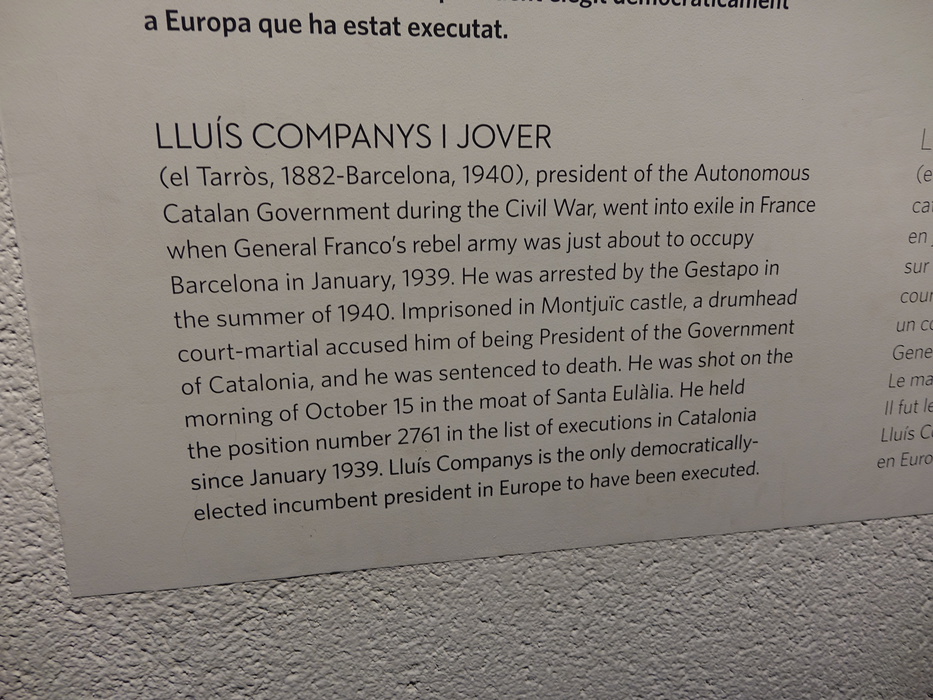 elegit democràticament
a Europa que ha estat executat.
LLUÍS COMPANYS I JOVER
(el Tarròs, 1882-Barcelona, 1940), president of the Autonomous
Catalan Government during the Civil War, went into exile in France
when General Franco’s rebel army was just about to occupy
Barcelona in January, 1939. He was arrested by the Gestapo in
the summer of 1940. Imprisoned in Montjuïc castle, a drumhead
court-martial accused him of being President of the Government
of Catalonia, and he was sentenced to death. He was shot on the
morning of October 15 in the moat of Santa Eulàlia. He held
the position number 2761 in the list of executions in Catalonia
since January 1939. Lluís Companys is the only democratically-
elected incumbent president in Europe to have been executed.
L
(e
en
sur
un
Le
Il fut
Lluís
en